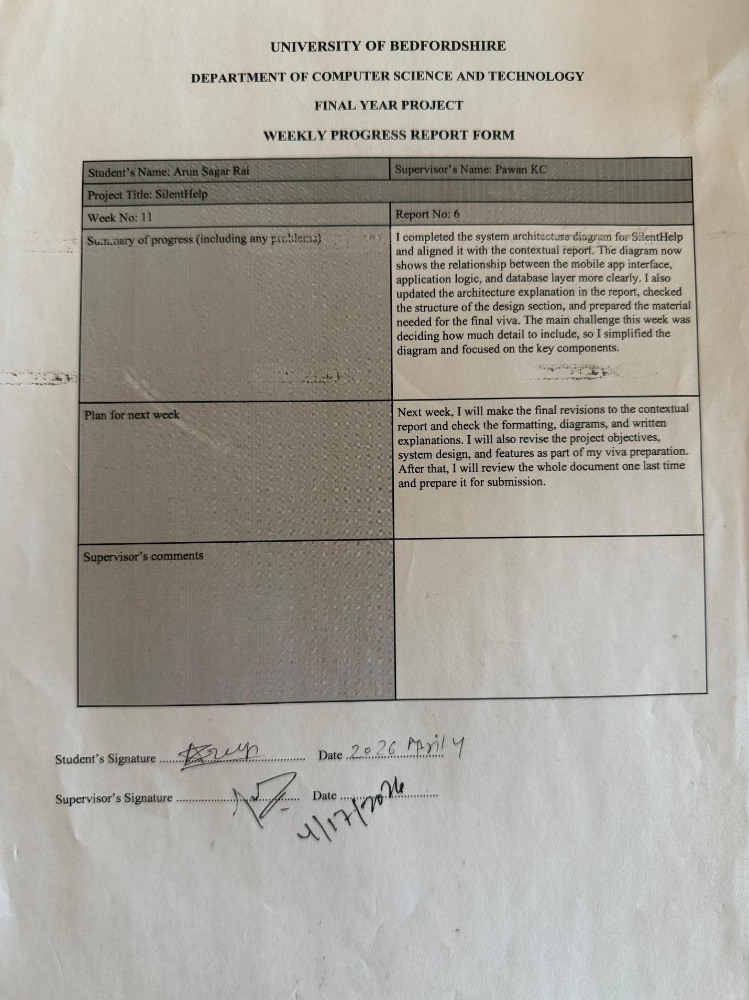 UNIVERSITY OF BEDFORDSHIRE
DEPARTMENT OF COMPUTER SCIENCE AND TECHNOLOGY
FINAL YEAR PROJECT
WEEKLY PROGRESS REPORT FORM
Student's Name: Arun Sagar Rai
Supervisor's Name: Pawan KC
Project Title: SilentHelp
Week No: 11
Report No: 6
Summary of progress (including any problems)
I completed the system architecture diagram for SilentHelp
and aligned it with the contextual report. The diagram now
shows the relationship between the mobile app interface,
application logic, and database layer more clearly. I also
updated the architecture explanation in the report, checked
the structure of the design section, and prepared the material
needed for the final viva. The main challenge this week was
deciding how much detail to include, so I simplified the
diagram and focused on the key components.
Plan for next week
Next week, I will make the final revisions to the contextual
report and check the formatting, diagrams, and written
explanations. I will also revise the project objectives,
system design, and features as part of my viva preparation.
After that, I will review the whole document one last time
and prepare it for submission.
Supervisor's comments
Student's Signature .................... Date 2026 April 4
Supervisor's Signature .................... Date ....................
4/17/2026